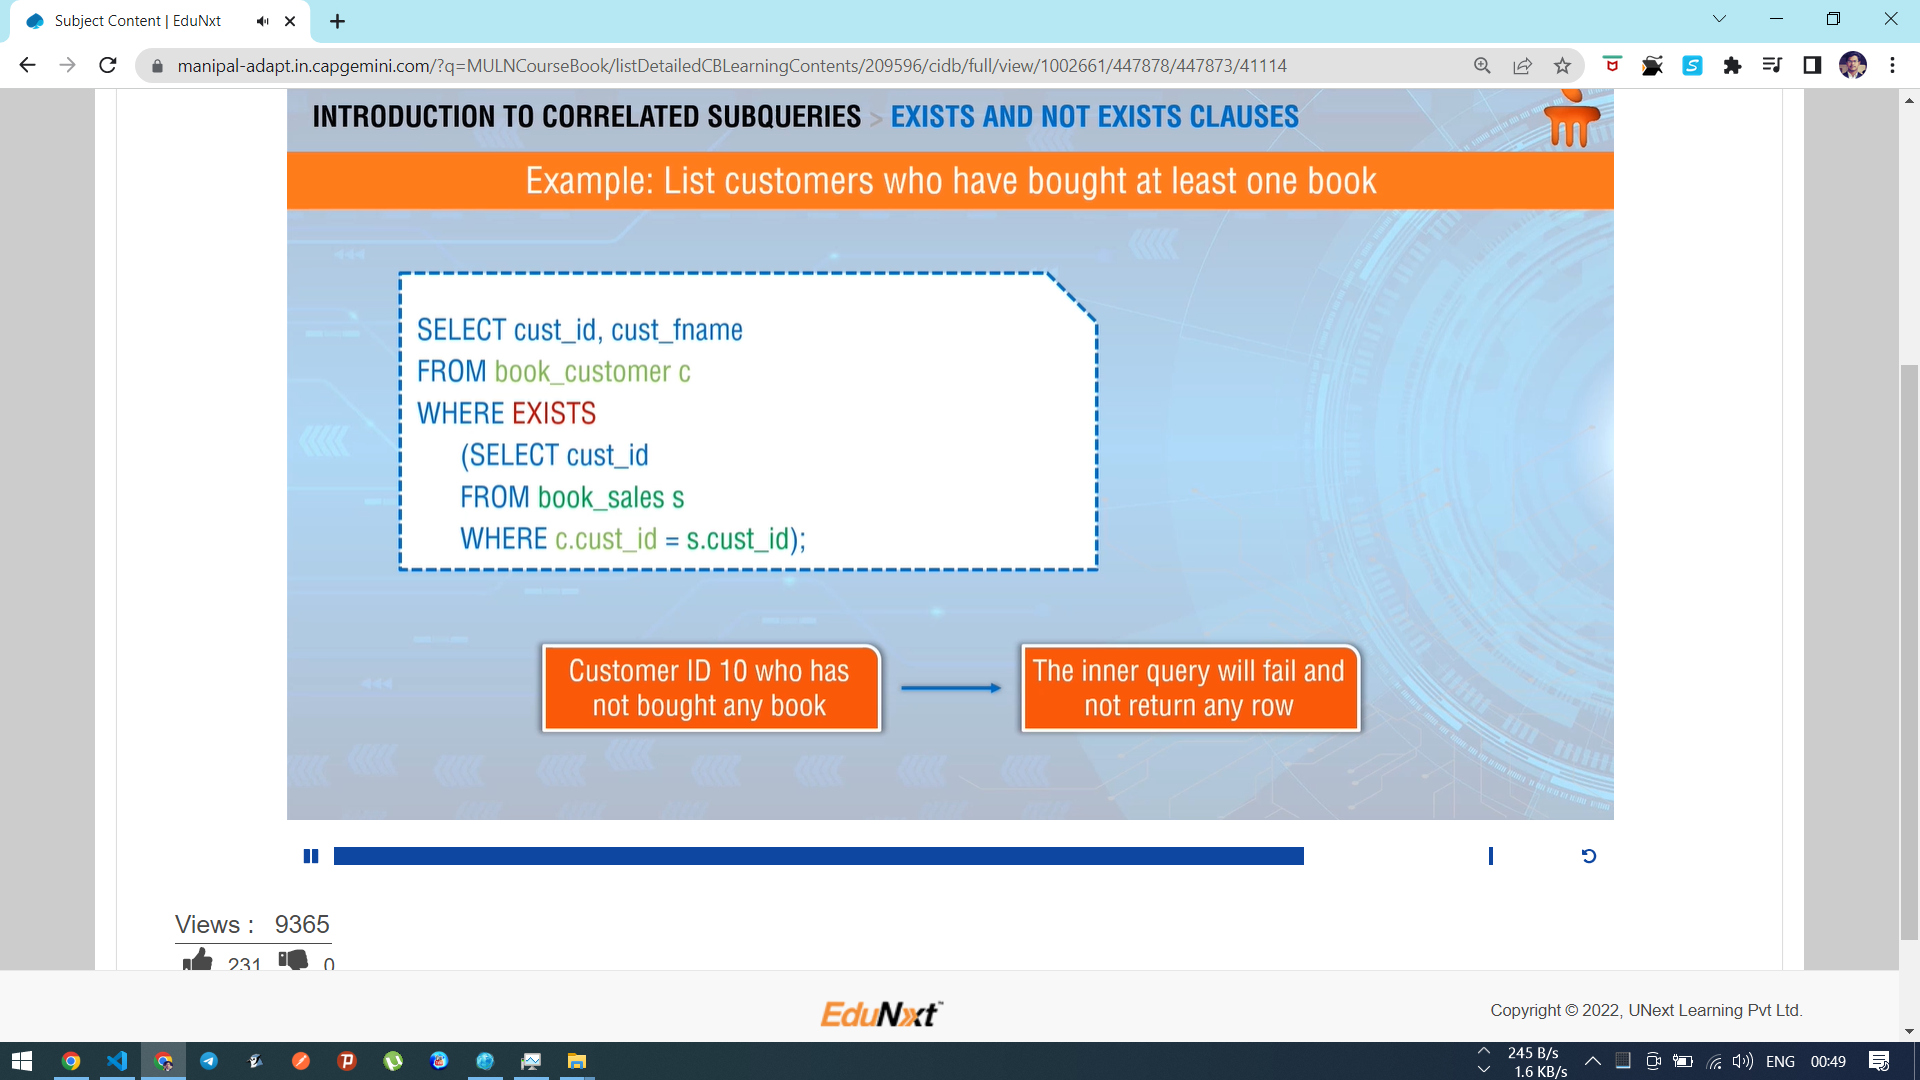 Subject Content | EduNxt
manipal-adapt.in.capgemini.com/?q=MULNCourseBook/listDetailedCBLearningContents/209596/cidb/full/view/1002661/447878/447873/41114
INTRODUCTION TO CORRELATED SUBQUERIES > EXISTS AND NOT EXISTS CLAUSES
Example: List customers who have bought at least one book
SELECT cust_id, cust_fname
FROM book_customer c
WHERE EXISTS
(SELECT cust_id
FROM book_sales s
WHERE c.cust_id = s.cust_id);
Customer ID 10 who has
not bought any book
The inner query will fail and
not return any row
Views : 9365
231 0
EduNxt
Copyright © 2022, UNext Learning Pvt Ltd.
245 B/s
1.6 KB/s
ENG 00:49